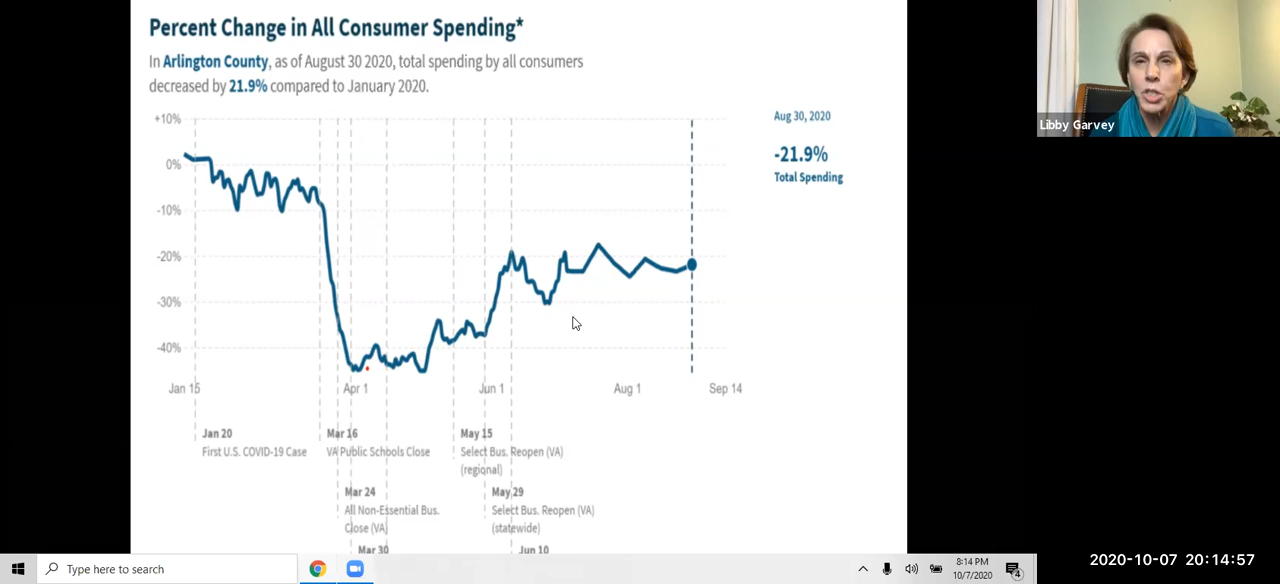 Percent Change in All Consumer Spending*
In Arlington County, as of August 30 2020, total spending by all consumers
decreased by 21.9% compared to January 2020.
+10%
0%
-10%
-20%
-30%
-40%
Jan 15
Apr 1
Jun 1
Aug 1
Sep 14
Aug 30, 2020
-21.9%
Total Spending
Jan 20
First U.S. COVID-19 Case
Mar 16
VA Public Schools Close
May 15
Select Bus. Reopen (VA)
(regional)
Mar 24
All Non-Essential Bus.
Close (VA)
May 29
Select Bus. Reopen (VA)
(statewide)
Mar 30
Jun 10
Libby Garvey
Type here to search
8:14 PM
10/7/2020
4
2020-10-07 20:14:57